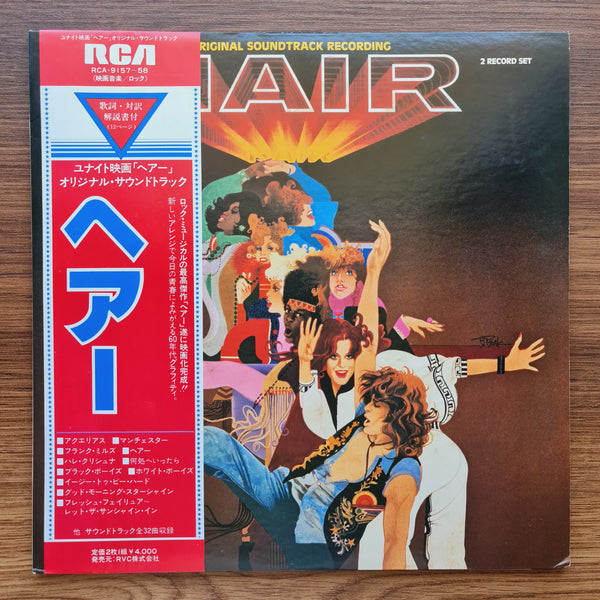 ユナイト映画「ヘアー」オリジナル・サウンドトラック
RCA
RCA-9157~58
(映画音楽/ロック)
歌詞・対訳
解説書付
(12ページ)
ユナイト映画「ヘアー」
オリジナル・サウンドトラック
ヘアー
ロック・ミュージカルの最高傑作「ヘアー」遂に映画化完成!!
新しいアレンジで今日の青春によみがえる60年代グラフィティ。
■アクエリアス ■マンチェスター
■フランク・ミルズ ■ヘアー
■ハレ・クリシュナ ■何処へいったら
■ブラック・ボーイズ ■ホワイト・ボーイズ
■イージー・トゥ・ビー・ハード
■グッド・モーニング・スターシャイン
■フレッシュ・フェイリュアー
レット・ザ・サンシャイン・イン
他 サウンドトラック全32曲収録
定価2枚1組¥4,000
発売元:RVC株式会社
RIGINAL SOUNDTRACK RECORDING
2 RECORD SET
HAIR